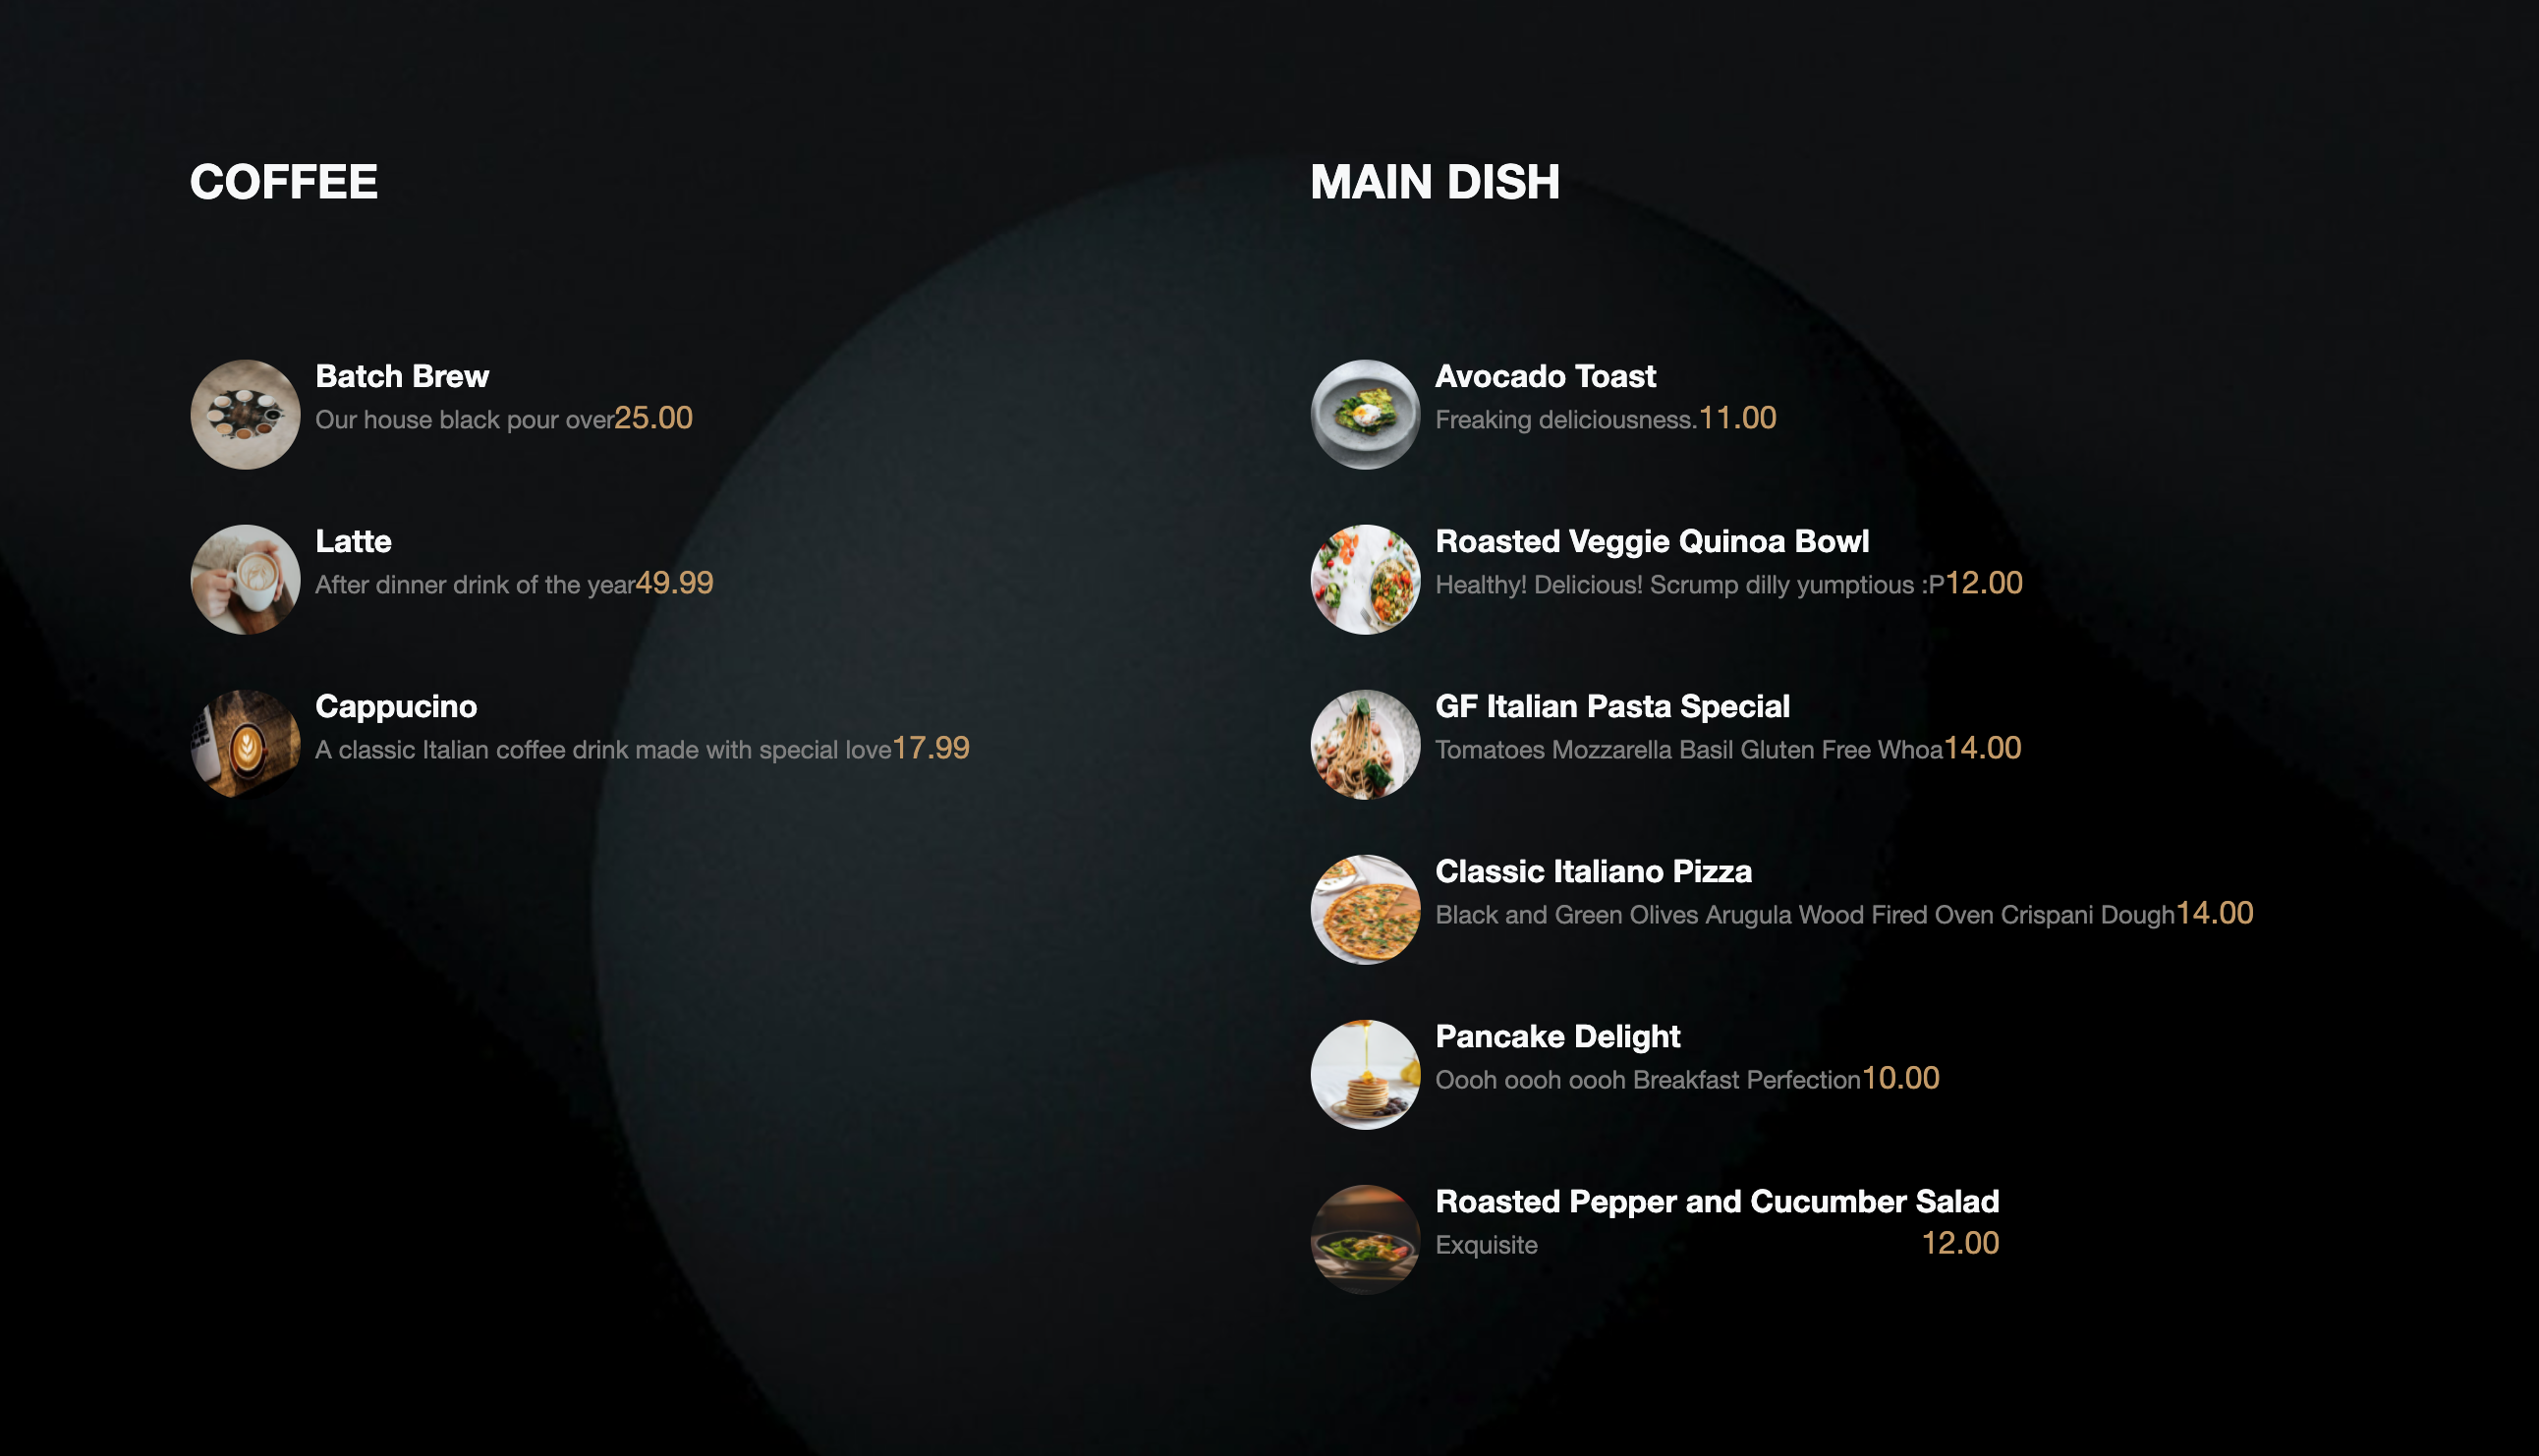 COFFEE
Batch Brew
Our house black pour over25.00
Latte
After dinner drink of the year49.99
Cappucino
A classic Italian coffee drink made with special love17.99
MAIN DISH
Avocado Toast
Freaking deliciousness.11.00
Roasted Veggie Quinoa Bowl
Healthy! Delicious! Scrump dilly yumptious :P12.00
GF Italian Pasta Special
Tomatoes Mozzarella Basil Gluten Free Whoa14.00
Classic Italiano Pizza
Black and Green Olives Arugula Wood Fired Oven Crispani Dough14.00
Pancake Delight
Oooh oooh oooh Breakfast Perfection10.00
Roasted Pepper and Cucumber Salad
Exquisite 12.00